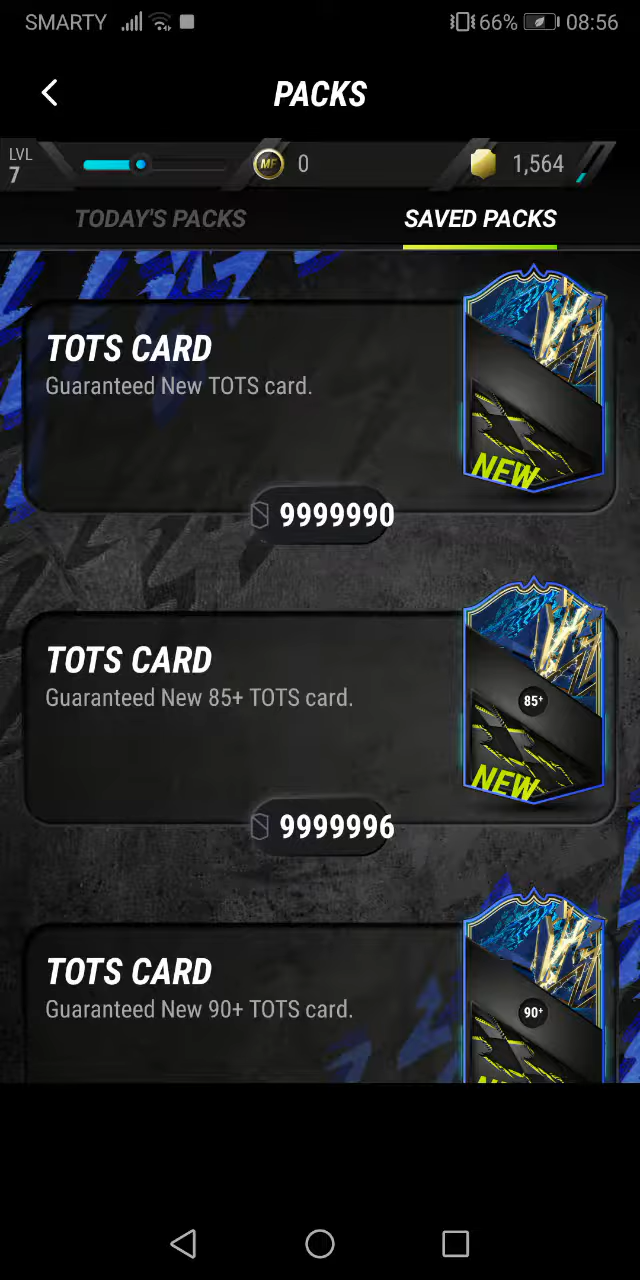 SMARTY 66% 08:56
PACKS
LVL
7
MF 0 1,564
TODAY'S PACKS SAVED PACKS
TOTS CARD
Guaranteed New TOTS card.
NEW
9999990
TOTS CARD
Guaranteed New 85+ TOTS card.
85+
NEW
9999996
TOTS CARD
Guaranteed New 90+ TOTS card.
90+
NEW